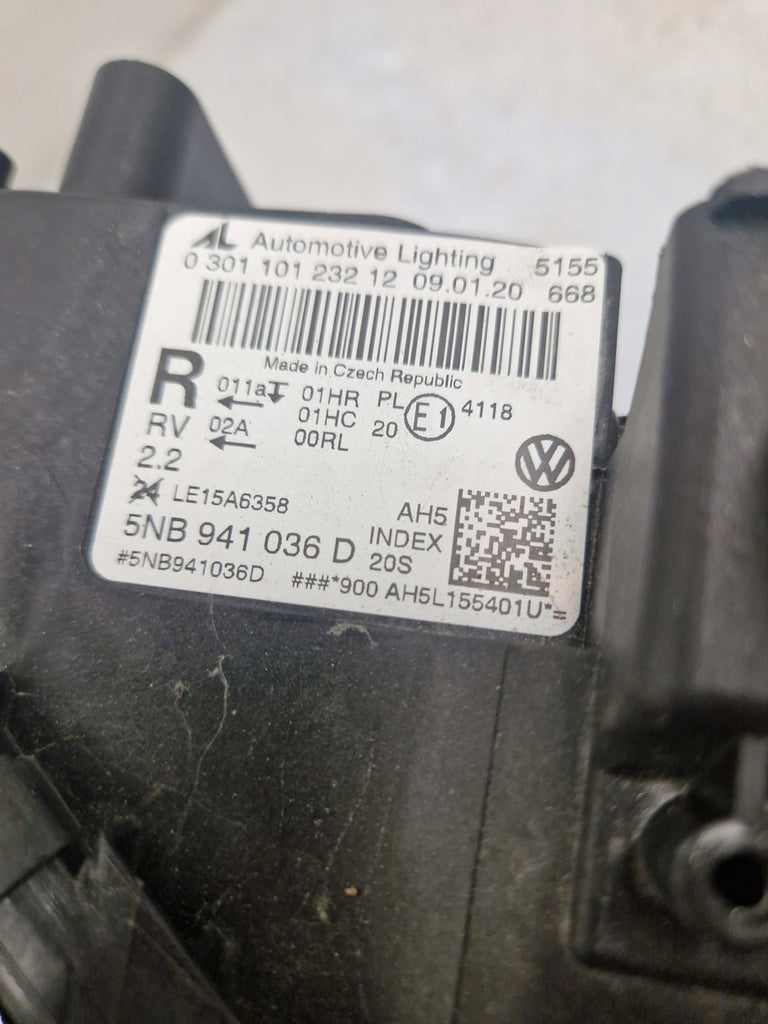 AL Automotive Lighting 5155
0 301 101 232 12 09.01.20 668
Made in Czech Republic
R 011a 01HR PL E1 4118
01HC 20
RV 02A 00RL
2.2
24 LE15A6358 AH5
5NB 941 036 D INDEX
20S
#5NB941036D ###*900 AH5L155401U*=